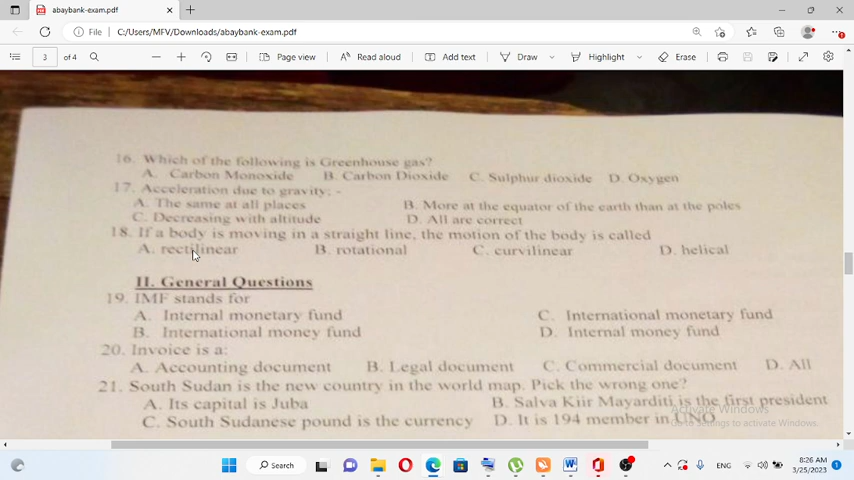 abaybank-exam.pdf
File C:/Users/MFV/Downloads/abaybank-exam.pdf
3 of 4 Page view Read aloud Add text Draw Highlight Erase
16. Which of the following is Greenhouse gas?
A. Carbon Monoxide B. Carbon Dioxide C. Sulphur dioxide D. Oxygen
17. Acceleration due to gravity: -
A. The same at all places B. More at the equator of the earth than at the poles
C. Decreasing with altitude D. All are correct
18. If a body is moving in a straight line, the motion of the body is called
A. rectilinear B. rotational C. curvilinear D. helical
II. General Questions
19. IMF stands for
A. Internal monetary fund C. International monetary fund
B. International money fund D. Internal money fund
20. Invoice is a:
A. Accounting document B. Legal document C. Commercial document D. All
21. South Sudan is the new country in the world map. Pick the wrong one?
A. Its capital is Juba B. Salva Kiir Mayarditi is the first president
C. South Sudanese pound is the currency D. It is 194 member in UNO
Activate Windows
Go to Settings to activate Windows.
Search
ENG
8:26 AM
3/25/2023